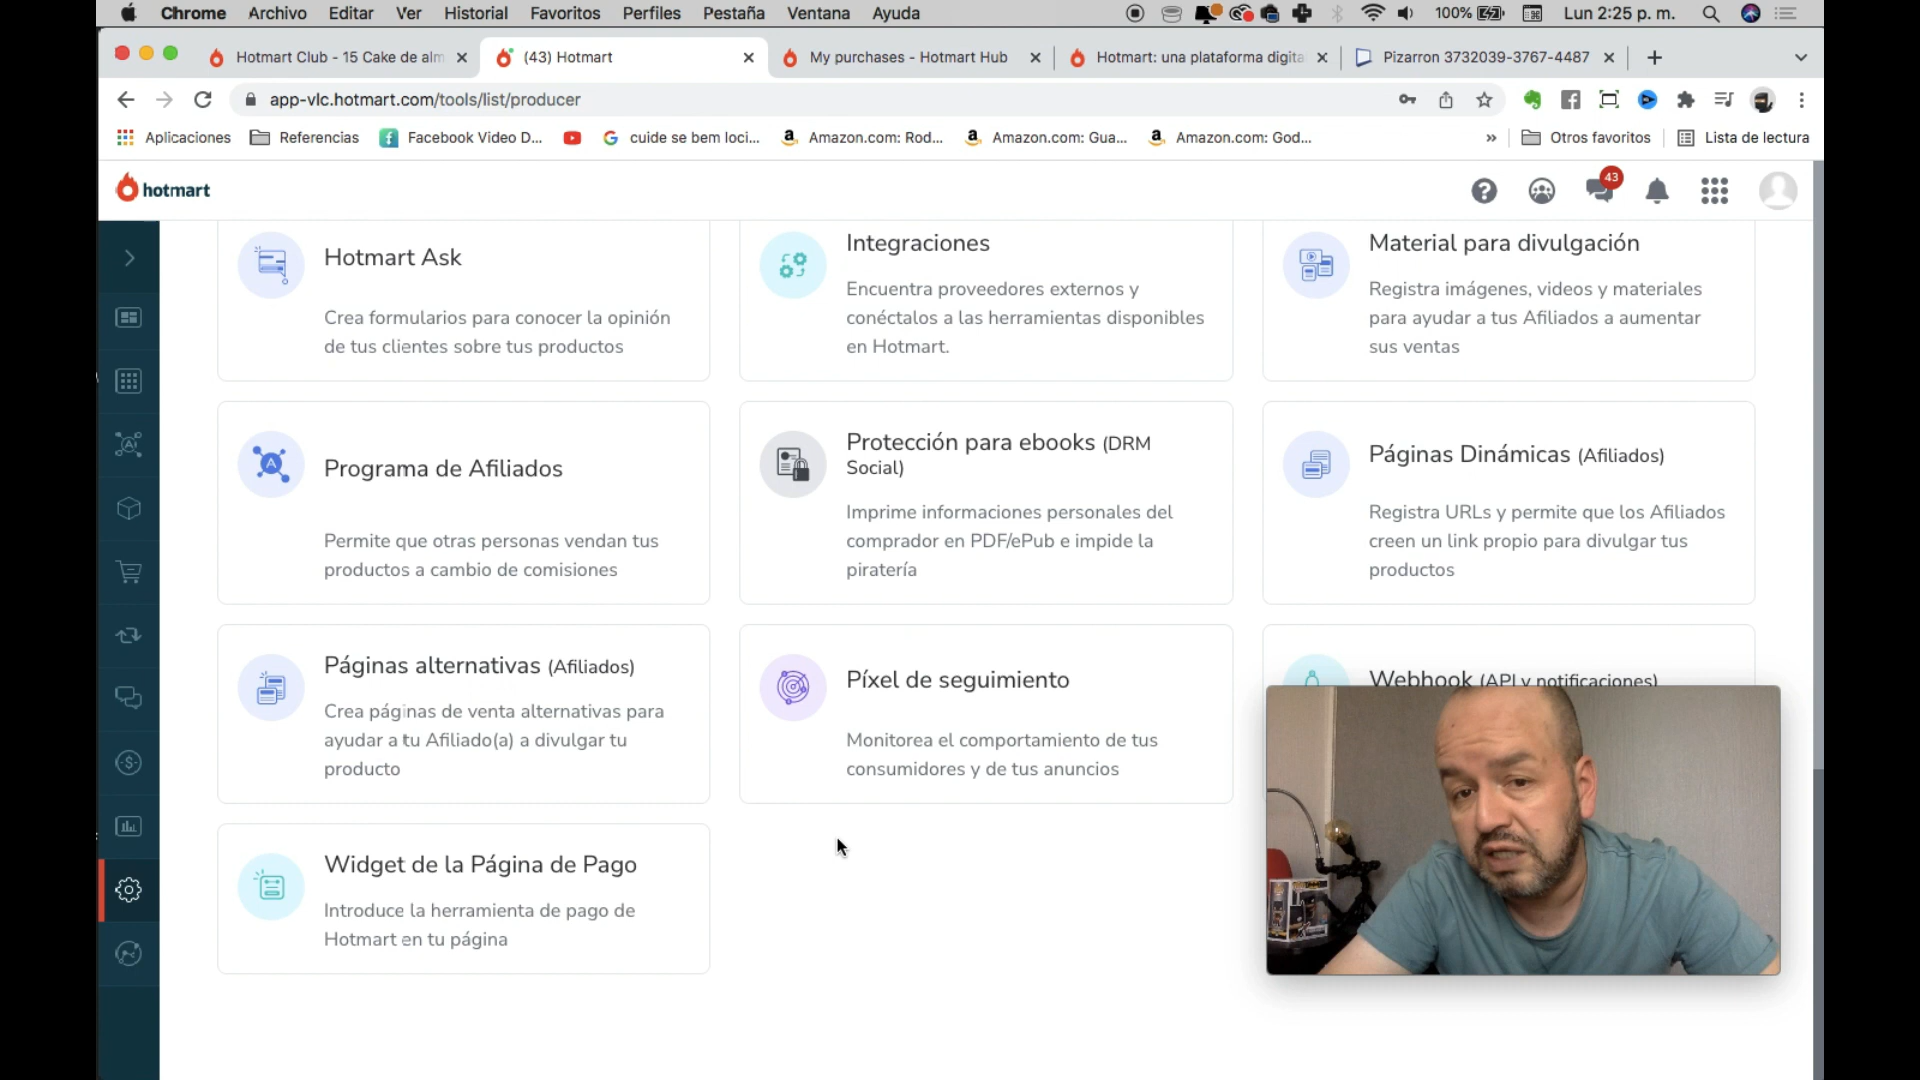 Chrome Archivo Editar Ver Historial Favoritos Perfiles Pestaña Ventana Ayuda 100% Lun 2:25 p. m.
Hotmart Club - 15 Cake de alm (43) Hotmart My purchases - Hotmart Hub Hotmart: una plataforma digita Pizarron 3732039-3767-4487
app-vlc.hotmart.com/tools/list/producer
Aplicaciones Referencias Facebook Video D... cuide se bem loci... Amazon.com: Rod... Amazon.com: Gua... Amazon.com: God... » Otros favoritos Lista de lectura
hotmart 43
Hotmart Ask
Crea formularios para conocer la opinión
de tus clientes sobre tus productos
Integraciones
Encuentra proveedores externos y
conéctalos a las herramientas disponibles
en Hotmart.
Material para divulgación
Registra imágenes, videos y materiales
para ayudar a tus Afiliados a aumentar
sus ventas
Programa de Afiliados
Permite que otras personas vendan tus
productos a cambio de comisiones
Protección para ebooks (DRM
Social)
Imprime informaciones personales del
comprador en PDF/ePub e impide la
piratería
Páginas Dinámicas (Afiliados)
Registra URLs y permite que los Afiliados
creen un link propio para divulgar tus
productos
Páginas alternativas (Afiliados)
Crea páginas de venta alternativas para
ayudar a tu Afiliado(a) a divulgar tu
producto
Píxel de seguimiento
Monitorea el comportamiento de tus
consumidores y de tus anuncios
Webhook (API y notificaciones)
Widget de la Página de Pago
Introduce la herramienta de pago de
Hotmart en tu página